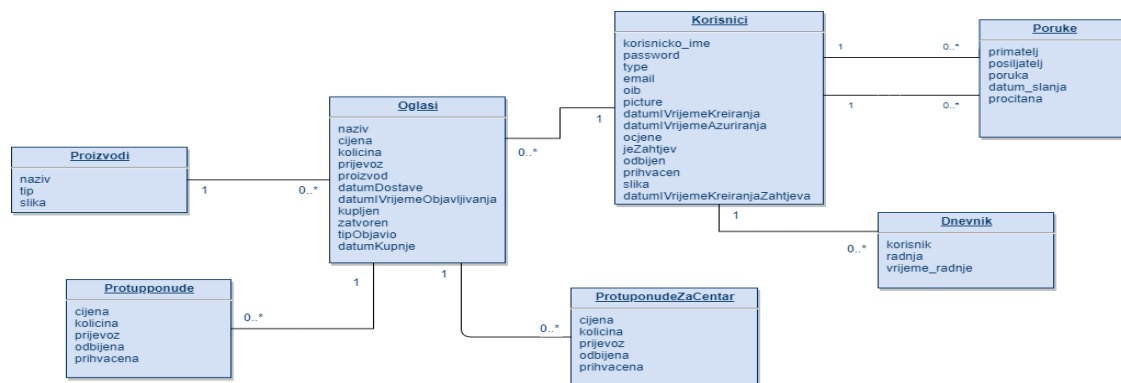 Korisnici
korisnicko_ime
password
type
email
oib
picture
datumIVrijemeKreiranja
datumIVrijemeAzuriranja
ocjene
jeZahtjev
odbijen
prihvacen
slika
datumIVrijemeKreiranjaZahtjeva
Poruke
primatelj
posiljatelj
poruka
datum_slanja
procitana
1
0..*
1
0..*
Oglasi
naziv
cijena
kolicina
prijevoz
proizvod
datumDostave
datumIVrijemeObjavljivanja
kupljen
zatvoren
tipObjavio
datumKupnje
1
0..*
Proizvodi
naziv
tip
slika
1
0..*
Dnevnik
korisnik
radnja
vrijeme_radnje
1
0..*
Protupponude
cijena
kolicina
prijevoz
odbijena
prihvacena
1
0..*
ProtuponudeZaCentar
cijena
kolicina
prijevoz
odbijena
prihvacena
1
0..*